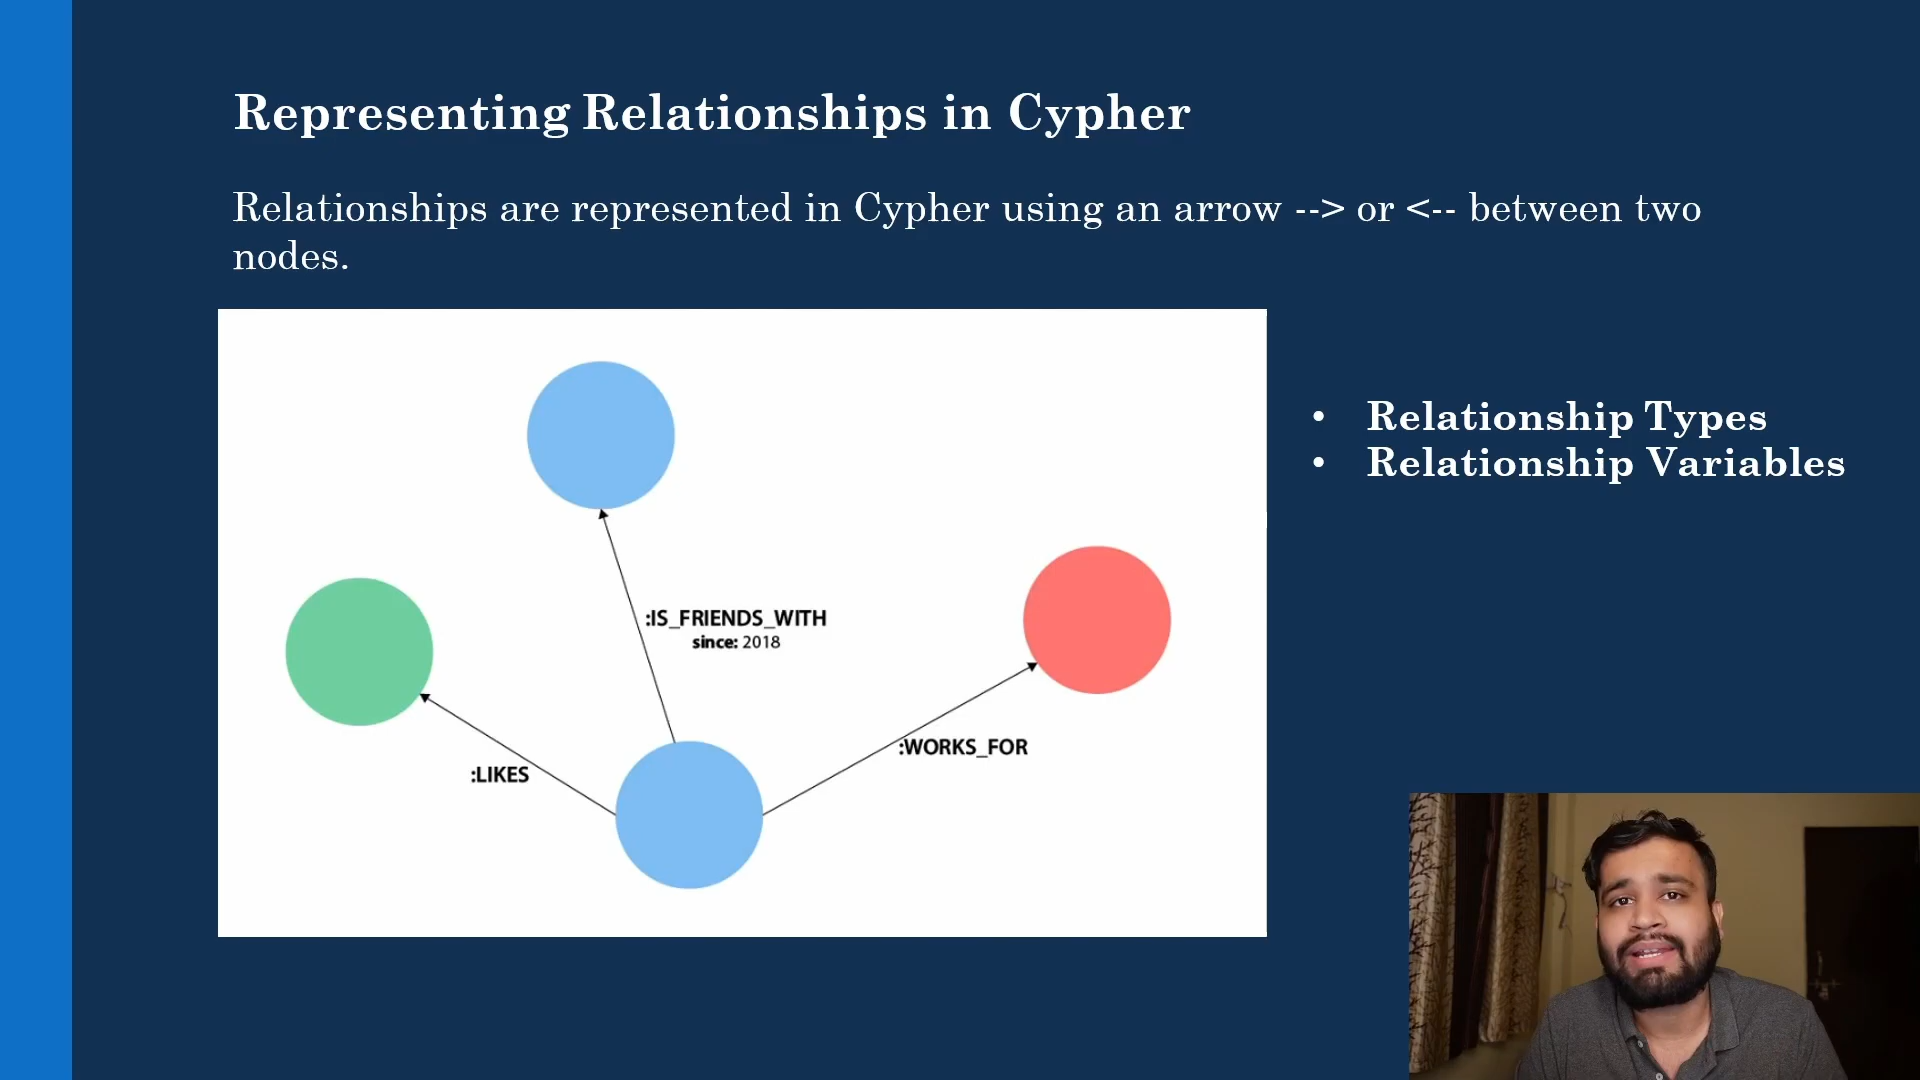 Representing Relationships in Cypher
Relationships are represented in Cypher using an arrow --> or <-- between two
nodes.
• Relationship Types
• Relationship Variables
:IS_FRIENDS_WITH
since: 2018
:WORKS_FOR
:LIKES